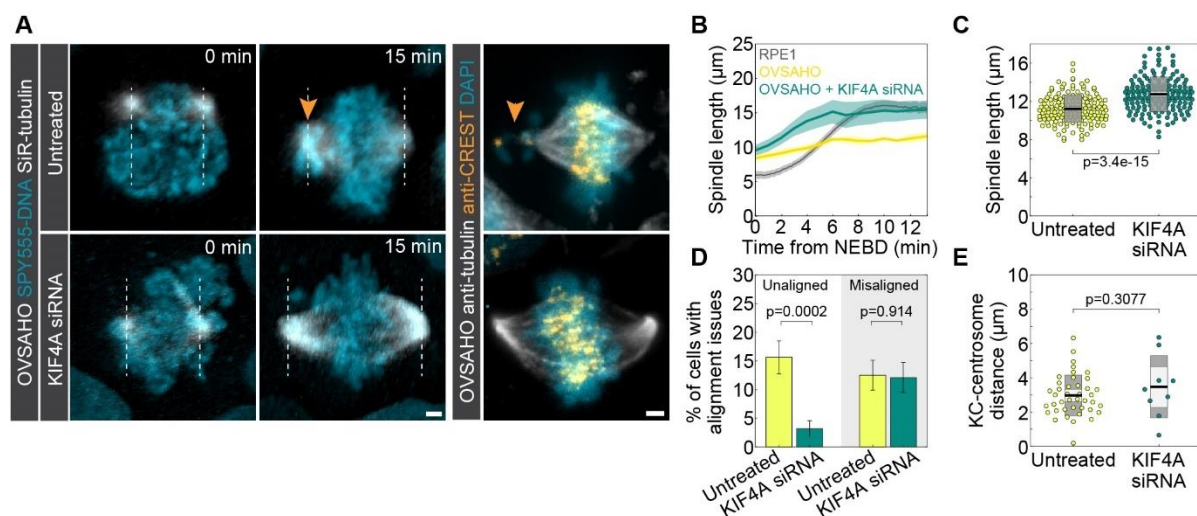 A
OVSAHO SPY555-DNA SiR-tubulin
Untreated
0 min
15 min
KIF4A siRNA
0 min
15 min
OVSAHO anti-tubulin anti-CREST DAPI
B
Spindle length (µm)
25
20
15
10
5
0
RPE1
OVSAHO
OVSAHO + KIF4A siRNA
0 2 4 6 8 10 12
Time from NEBD (min)
C
Spindle length (µm)
16
12
8
4
0
p=3.4e-15
Untreated
KIF4A
siRNA
D
% of cells with
alignment issues
30
25
20
15
10
5
0
Unaligned
p=0.0002
Misaligned
p=0.914
Untreated
KIF4A siRNA
Untreated
KIF4A siRNA
E
KC-centrosome
distance (µm)
10
8
6
4
2
0
p=0.3077
Untreated
KIF4A
siRNA